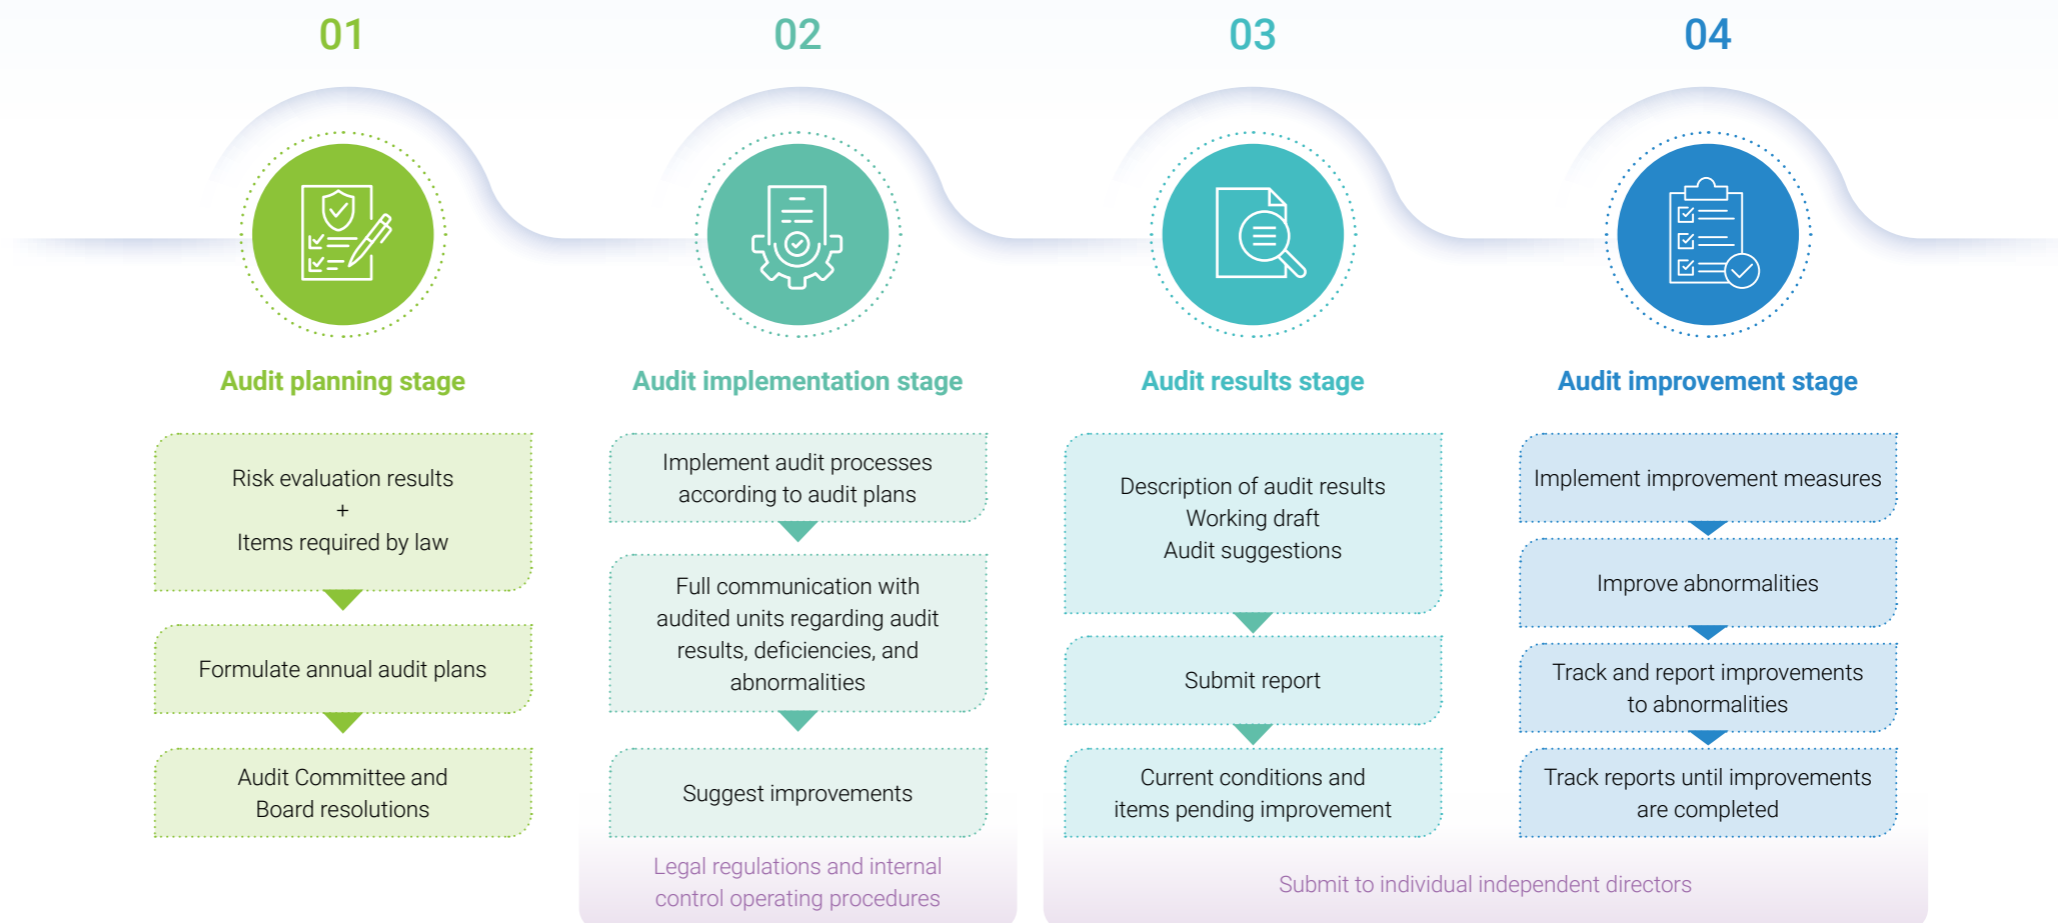 01
Audit planning stage
Risk evaluation results
+
Items required by law
Formulate annual audit plans
Audit Committee and
Board resolutions
02
Audit implementation stage
Implement audit processes
according to audit plans
Full communication with
audited units regarding audit
results, deficiencies, and
abnormalities
Suggest improvements
Legal regulations and internal
control operating procedures
03
Audit results stage
Description of audit results
Working draft
Audit suggestions
Submit report
Current conditions and
items pending improvement
04
Audit improvement stage
Implement improvement measures
Improve abnormalities
Track and report improvements
to abnormalities
Track reports until improvements
are completed
Submit to individual independent directors